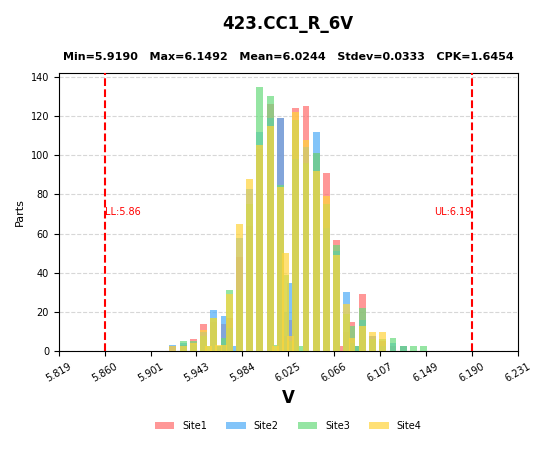 423.CC1_R_6V
Min=5.9190 Max=6.1492 Mean=6.0244 Stdev=0.0333 CPK=1.6454
140
120
100
80
60
40
20
0
Parts
LL:5.86
UL:6.19
5.819 5.860 5.901 5.943 5.984 6.025 6.066 6.107 6.149 6.190 6.231
V
Site1 Site2 Site3 Site4